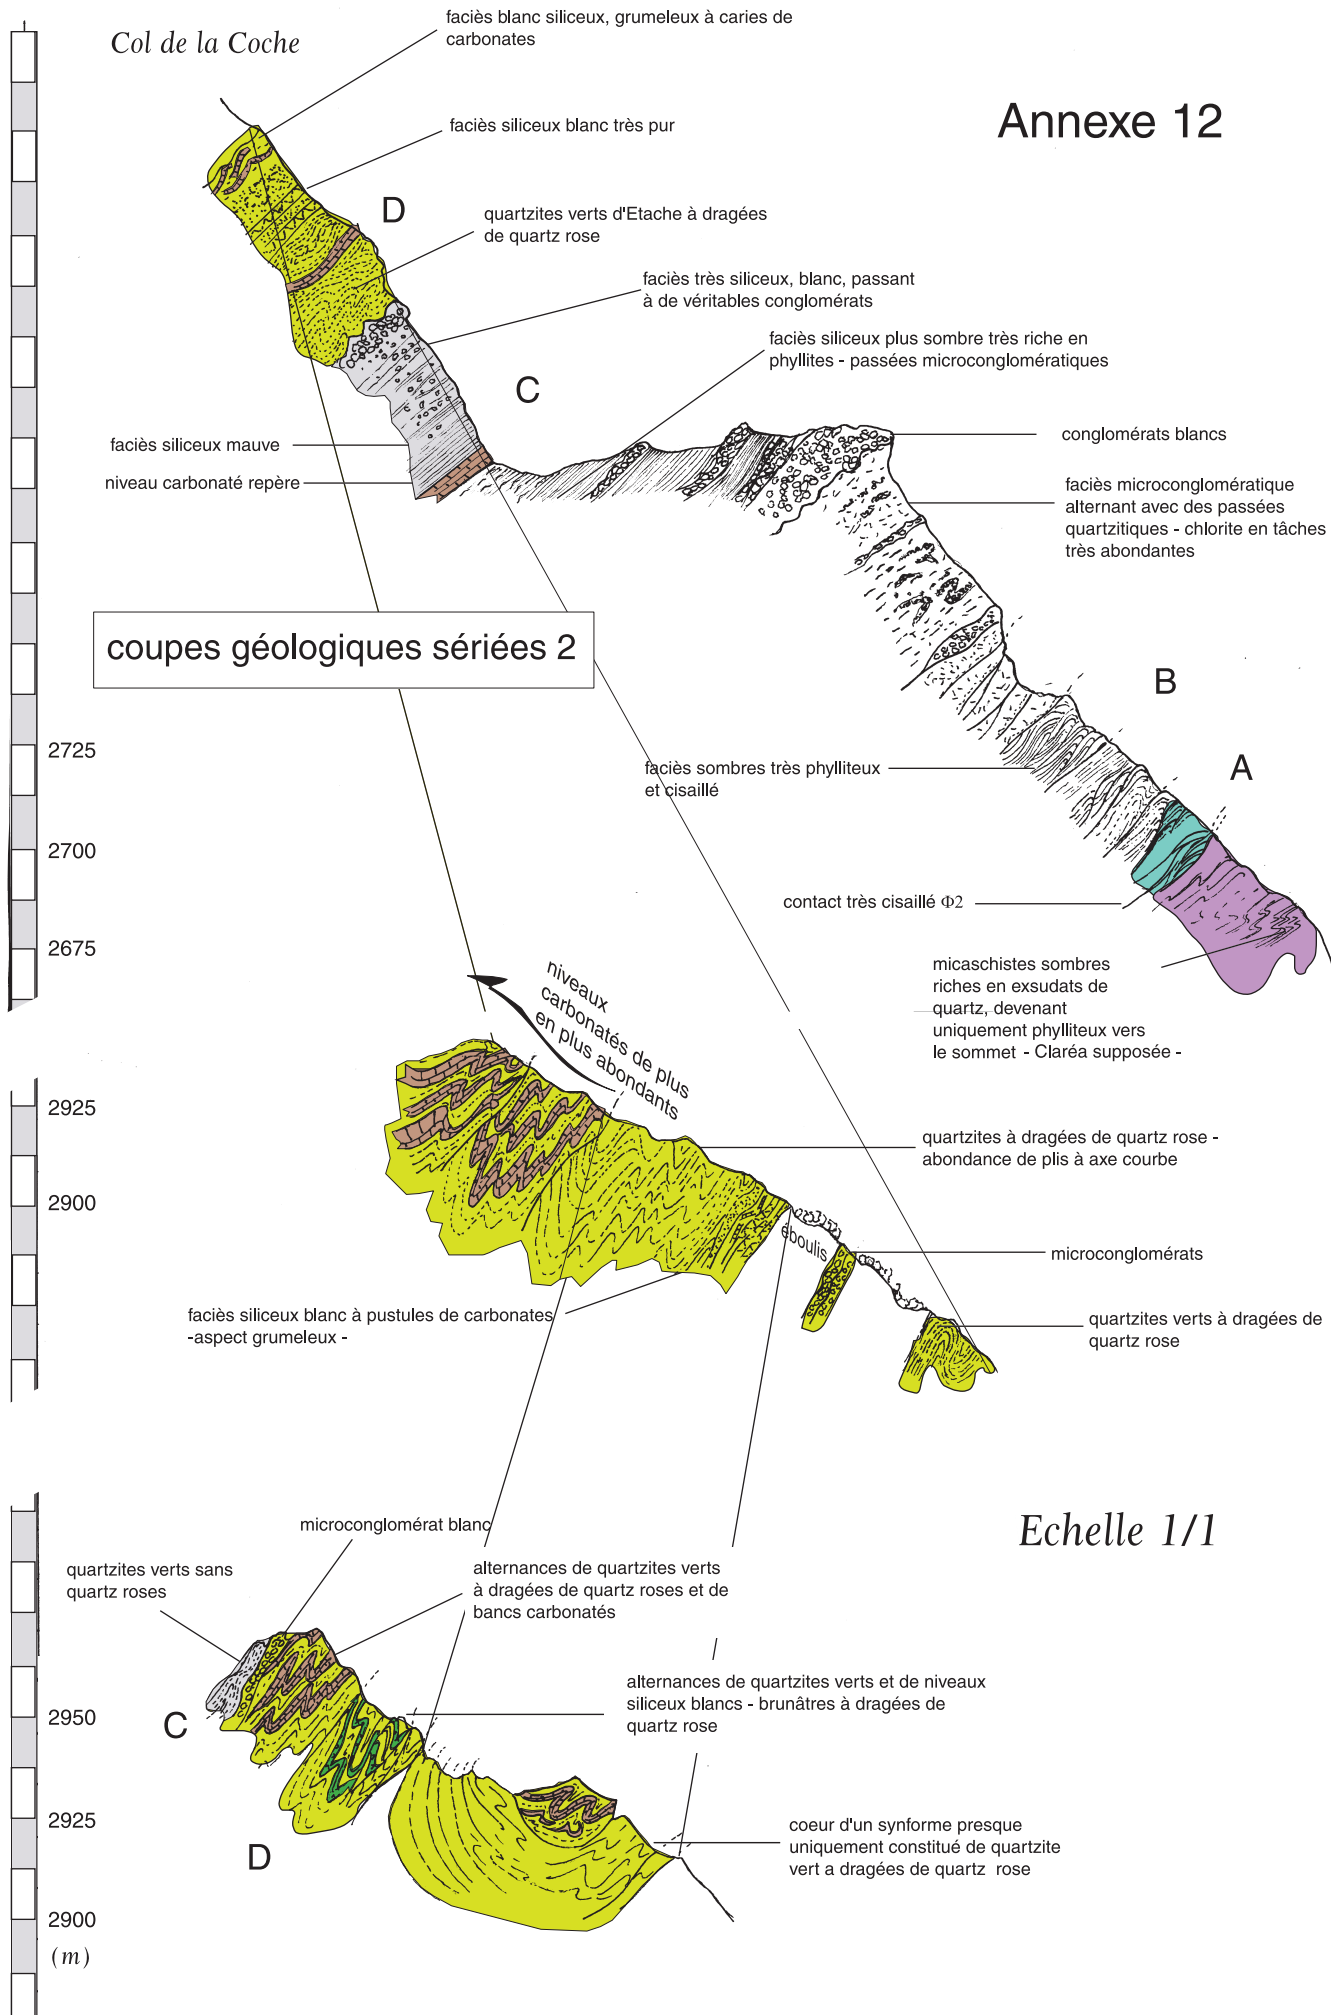 faciès blanc siliceux, grumeleux à caries de
carbonates
Col de la Coche
Annexe 12
faciès siliceux blanc très pur
D
quartzites verts d'Etache à dragées
de quartz rose
faciès très siliceux, blanc, passant
à de véritables conglomérats
faciès siliceux plus sombre très riche en
phyllites - passées microconglomératiques
C
faciès siliceux mauve
niveau carbonaté repère
conglomérats blancs
faciès microconglomératique
alternant avec des passées
quartzitiques - chlorite en tâches
très abondantes
coupes géologiques sériées 2
B
A
2725
2700
2675
faciès sombres très phylliteux
et cisaillé
contact très cisaillé Φ2
micaschistes sombres
riches en exsudats de
quartz, devenant
uniquement phylliteux vers
le sommet - Claréa supposée -
niveaux
carbonatés de plus
en plus abondants
2925
2900
quartzites à dragées de quartz rose -
abondance de plis à axe courbe
éboulis
microconglomérats
faciès siliceux blanc à pustules de carbonates
-aspect grumeleux -
quartzites verts à dragées de
quartz rose
Echelle 1/1
microconglomérat blanc
quartzites verts sans
quartz roses
alternances de quartzites verts
à dragées de quartz roses et de
bancs carbonatés
alternances de quartzites verts et de niveaux
siliceux blancs - brunâtres à dragées de
quartz rose
C
D
2950
2925
2900
(m)
coeur d'un synforme presque
uniquement constitué de quartzite
vert a dragées de quartz rose